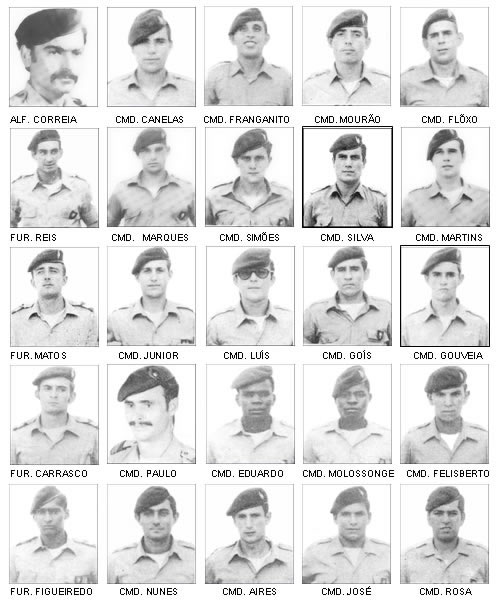 ALF. CORREIA CMD. CANELAS CMD. FRANGANITO CMD. MOURÃO CMD. FLÔXO
FUR. REIS CMD. MARQUES CMD. SIMÕES CMD. SILVA CMD. MARTINS
FUR. MATOS CMD. JUNIOR CMD. LUÍS CMD. GOÍS CMD. GOUVEIA
FUR. CARRASCO CMD. PAULO CMD. EDUARDO CMD. MOLOSSONGE CMD. FELISBERTO
FUR. FIGUEIREDO CMD. NUNES CMD. AIRES CMD. JOSÉ CMD. ROSA